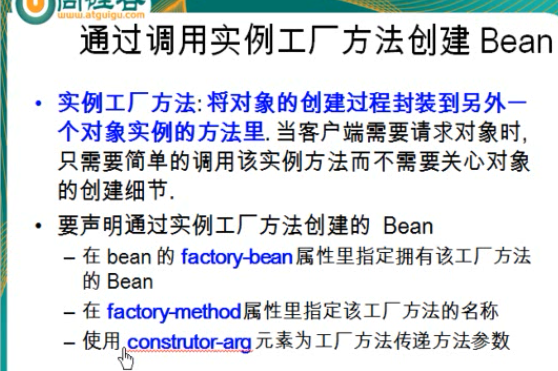 尚硅谷
www.atguigu.com
通过调用实例工厂方法创建 Bean
• 实例工厂方法: 将对象的创建过程封装到另外一
个对象实例的方法里. 当客户端需要请求对象时,
只需要简单的调用该实例方法而不需要关心对象
的创建细节.
• 要声明通过实例工厂方法创建的 Bean
– 在 bean 的 factory-bean 属性里指定拥有该工厂方法
的 Bean
– 在 factory-method 属性里指定该工厂方法的名称
– 使用 construtor-arg 元素为工厂方法传递方法参数